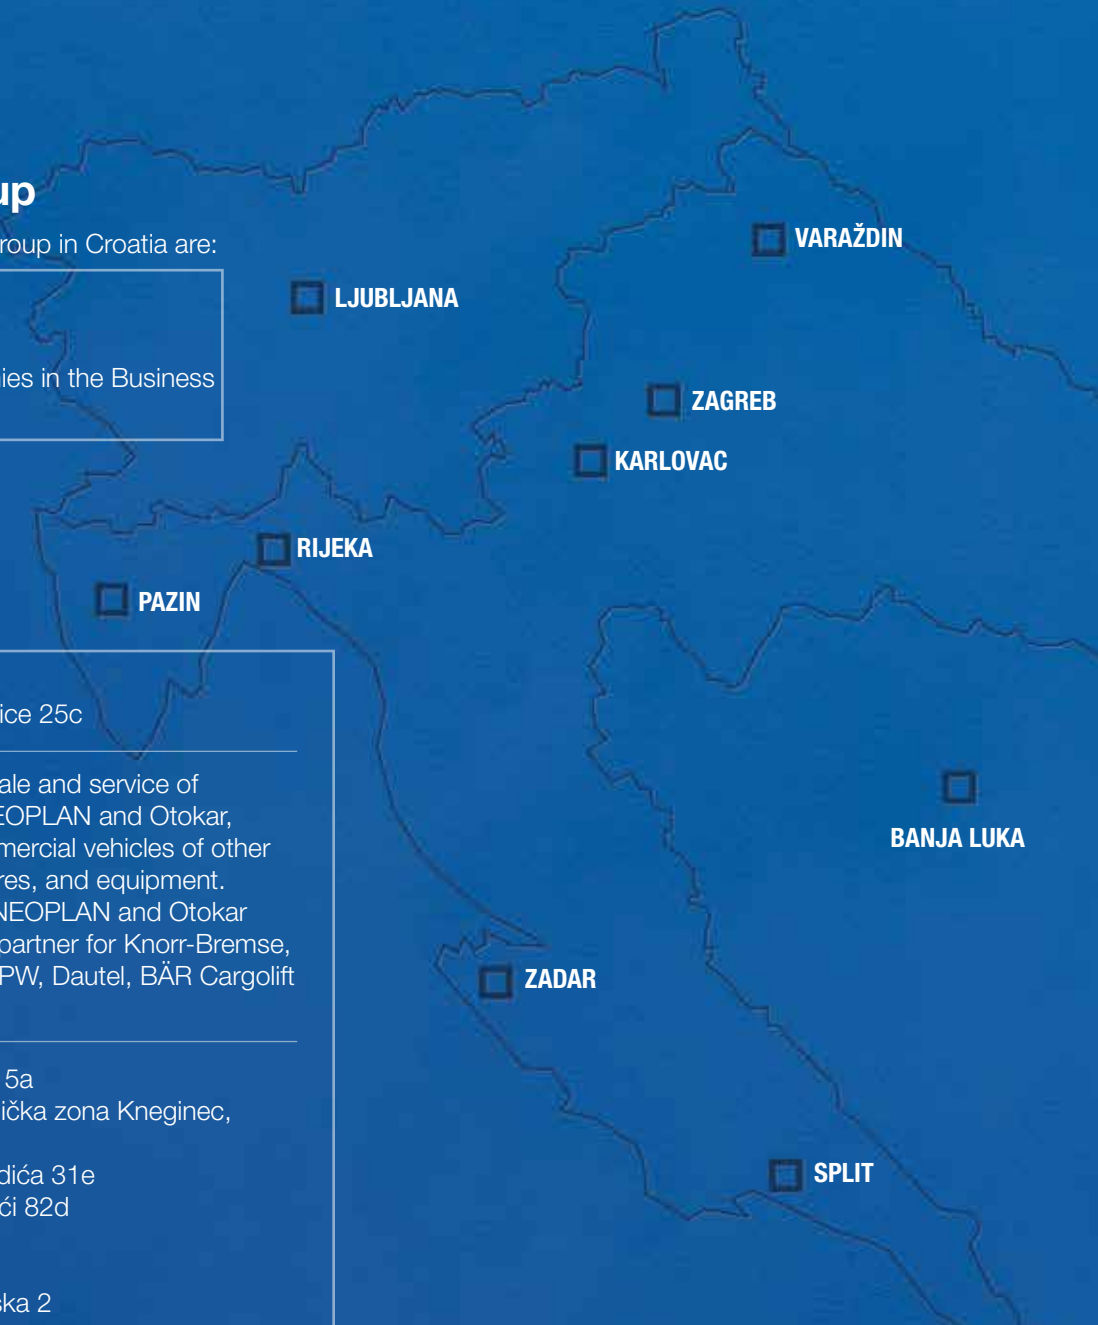 up
roup in Croatia are:
ies in the Business
ice 25c
ale and service of
EOPLAN and Otokar,
mercial vehicles of other
res, and equipment.
NEOPLAN and Otokar
partner for Knorr-Bremse,
PW, Dautel, BÄR Cargolift
5a
ička zona Kneginec,
dića 31e
ći 82d
ska 2
VARAŽDIN
LJUBLJANA
ZAGREB
KARLOVAC
RIJEKA
PAZIN
BANJA LUKA
ZADAR
SPLIT